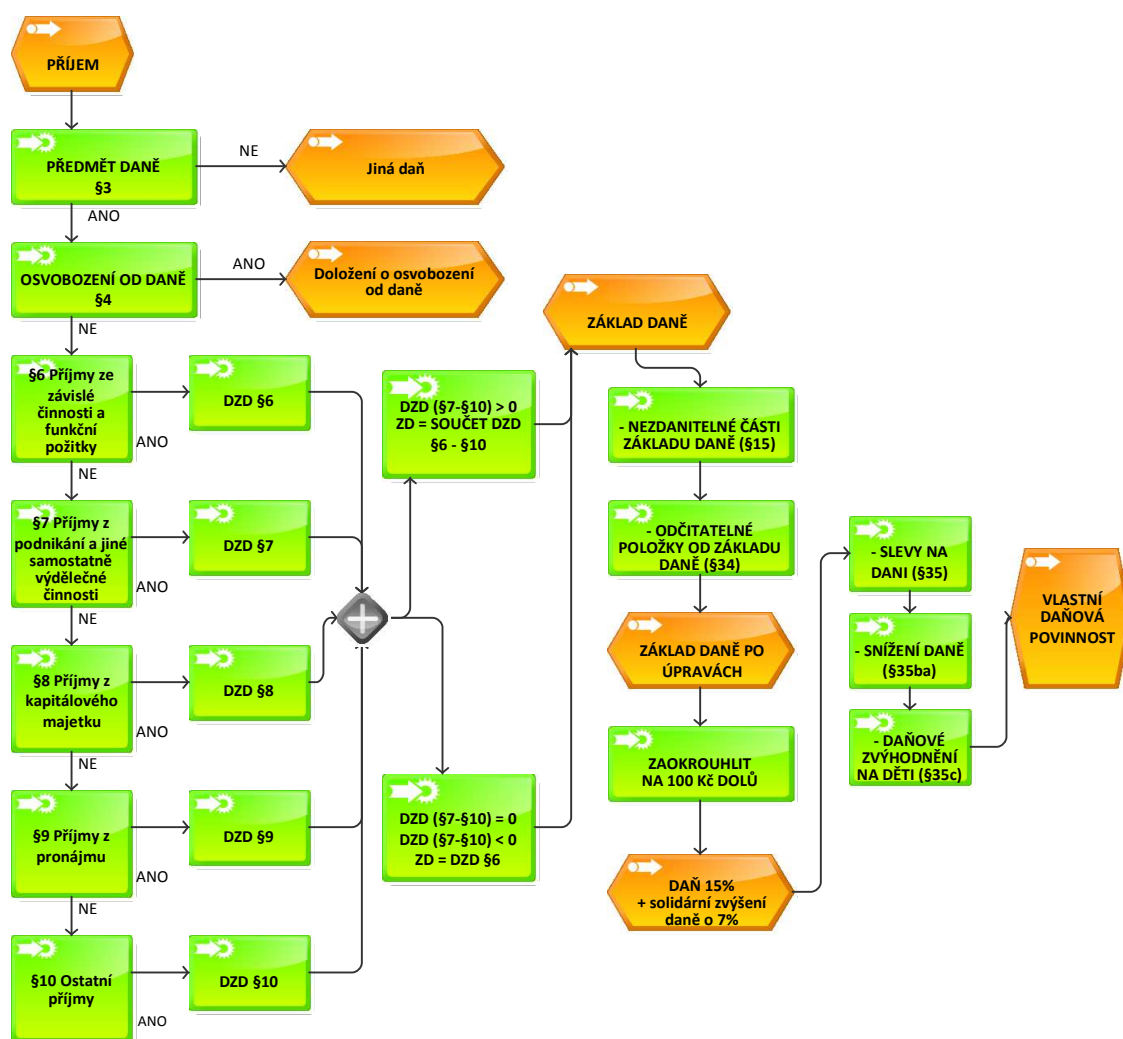 PŘÍJEM
PŘEDMĚT DANĚ
§3
NE
Jiná daň
ANO
OSVOBOZENÍ OD DANĚ
§4
ANO
Doložení o osvobození
od daně
NE
§6 Příjmy ze
závislé
činnosti a
funkční
požitky
ANO
DZD §6
NE
§7 Příjmy z
podnikání a jiné
samostatně
výdělečné
činnosti
ANO
DZD §7
NE
§8 Příjmy z
kapitálového
majetku
ANO
DZD §8
NE
§9 Příjmy z
pronájmu
ANO
DZD §9
NE
§10 Ostatní
příjmy
ANO
DZD §10
DZD (§7-§10) > 0
ZD = SOUČET DZD
§6 - §10
DZD (§7-§10) = 0
DZD (§7-§10) < 0
ZD = DZD §6
ZÁKLAD DANĚ
- NEZDANITELNÉ ČÁSTI
ZÁKLADU DANĚ (§15)
- ODČITATELNÉ
POLOŽKY OD ZÁKLADU
DANĚ (§34)
ZÁKLAD DANĚ PO
ÚPRAVÁCH
ZAOKROUHLIT
NA 100 Kč DOLŮ
DAŇ 15%
+ solidární zvýšení
daně o 7%
- SLEVY NA
DANI (§35)
- SNÍŽENÍ DANĚ
(§35ba)
- DAŇOVÉ
ZVÝHODNĚNÍ
NA DĚTI (§35c)
VLASTNÍ
DAŇOVÁ
POVINNOST